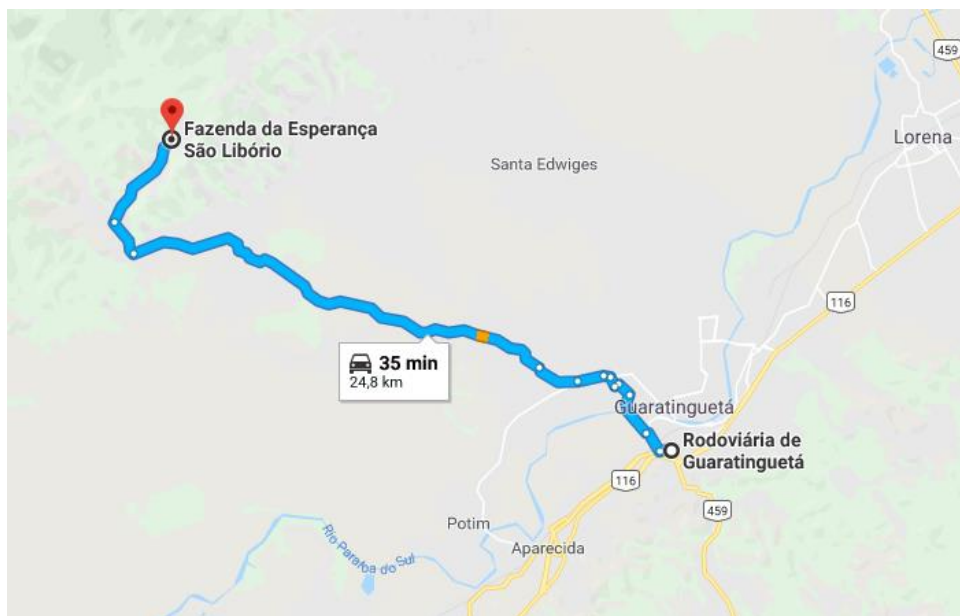 459
Lorena
Fazenda da Esperança
São Libório
Santa Edwiges
116
35 min
24,8 km
Guaratinguetá
Rodoviária de
Guaratinguetá
116
459
Potim
Aparecida
Rio Paraíba do Sul